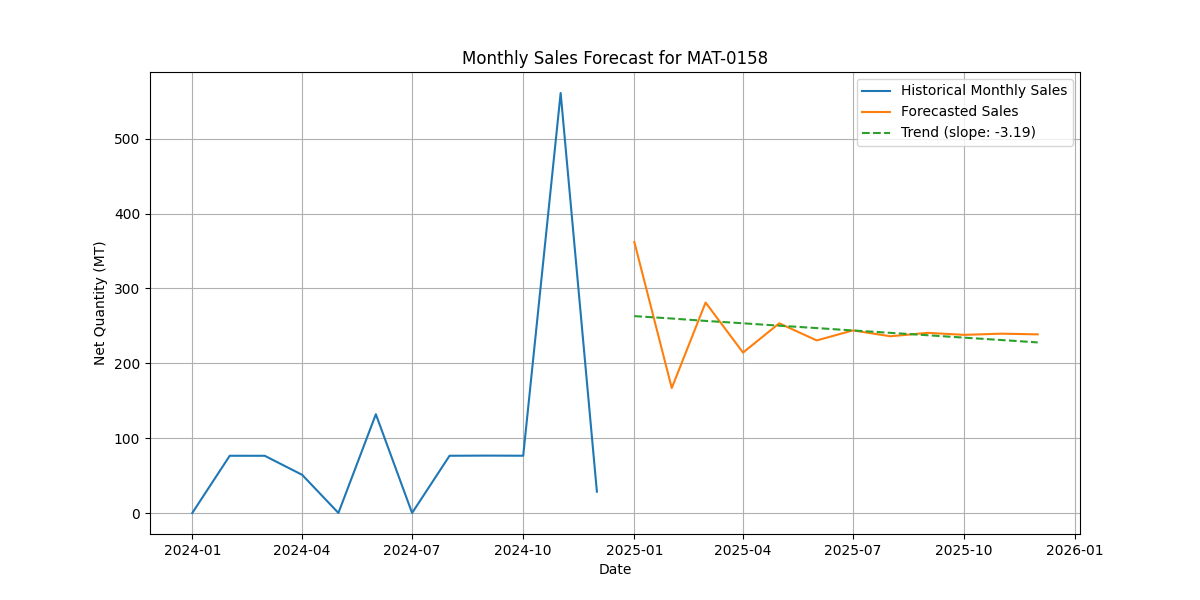 Monthly Sales Forecast for MAT-0158
Historical Monthly Sales
Forecasted Sales
Trend (slope: -3.19)
Net Quantity (MT)
500
400
300
200
100
0
2024-01 2024-04 2024-07 2024-10 2025-01 2025-04 2025-07 2025-10 2026-01
Date